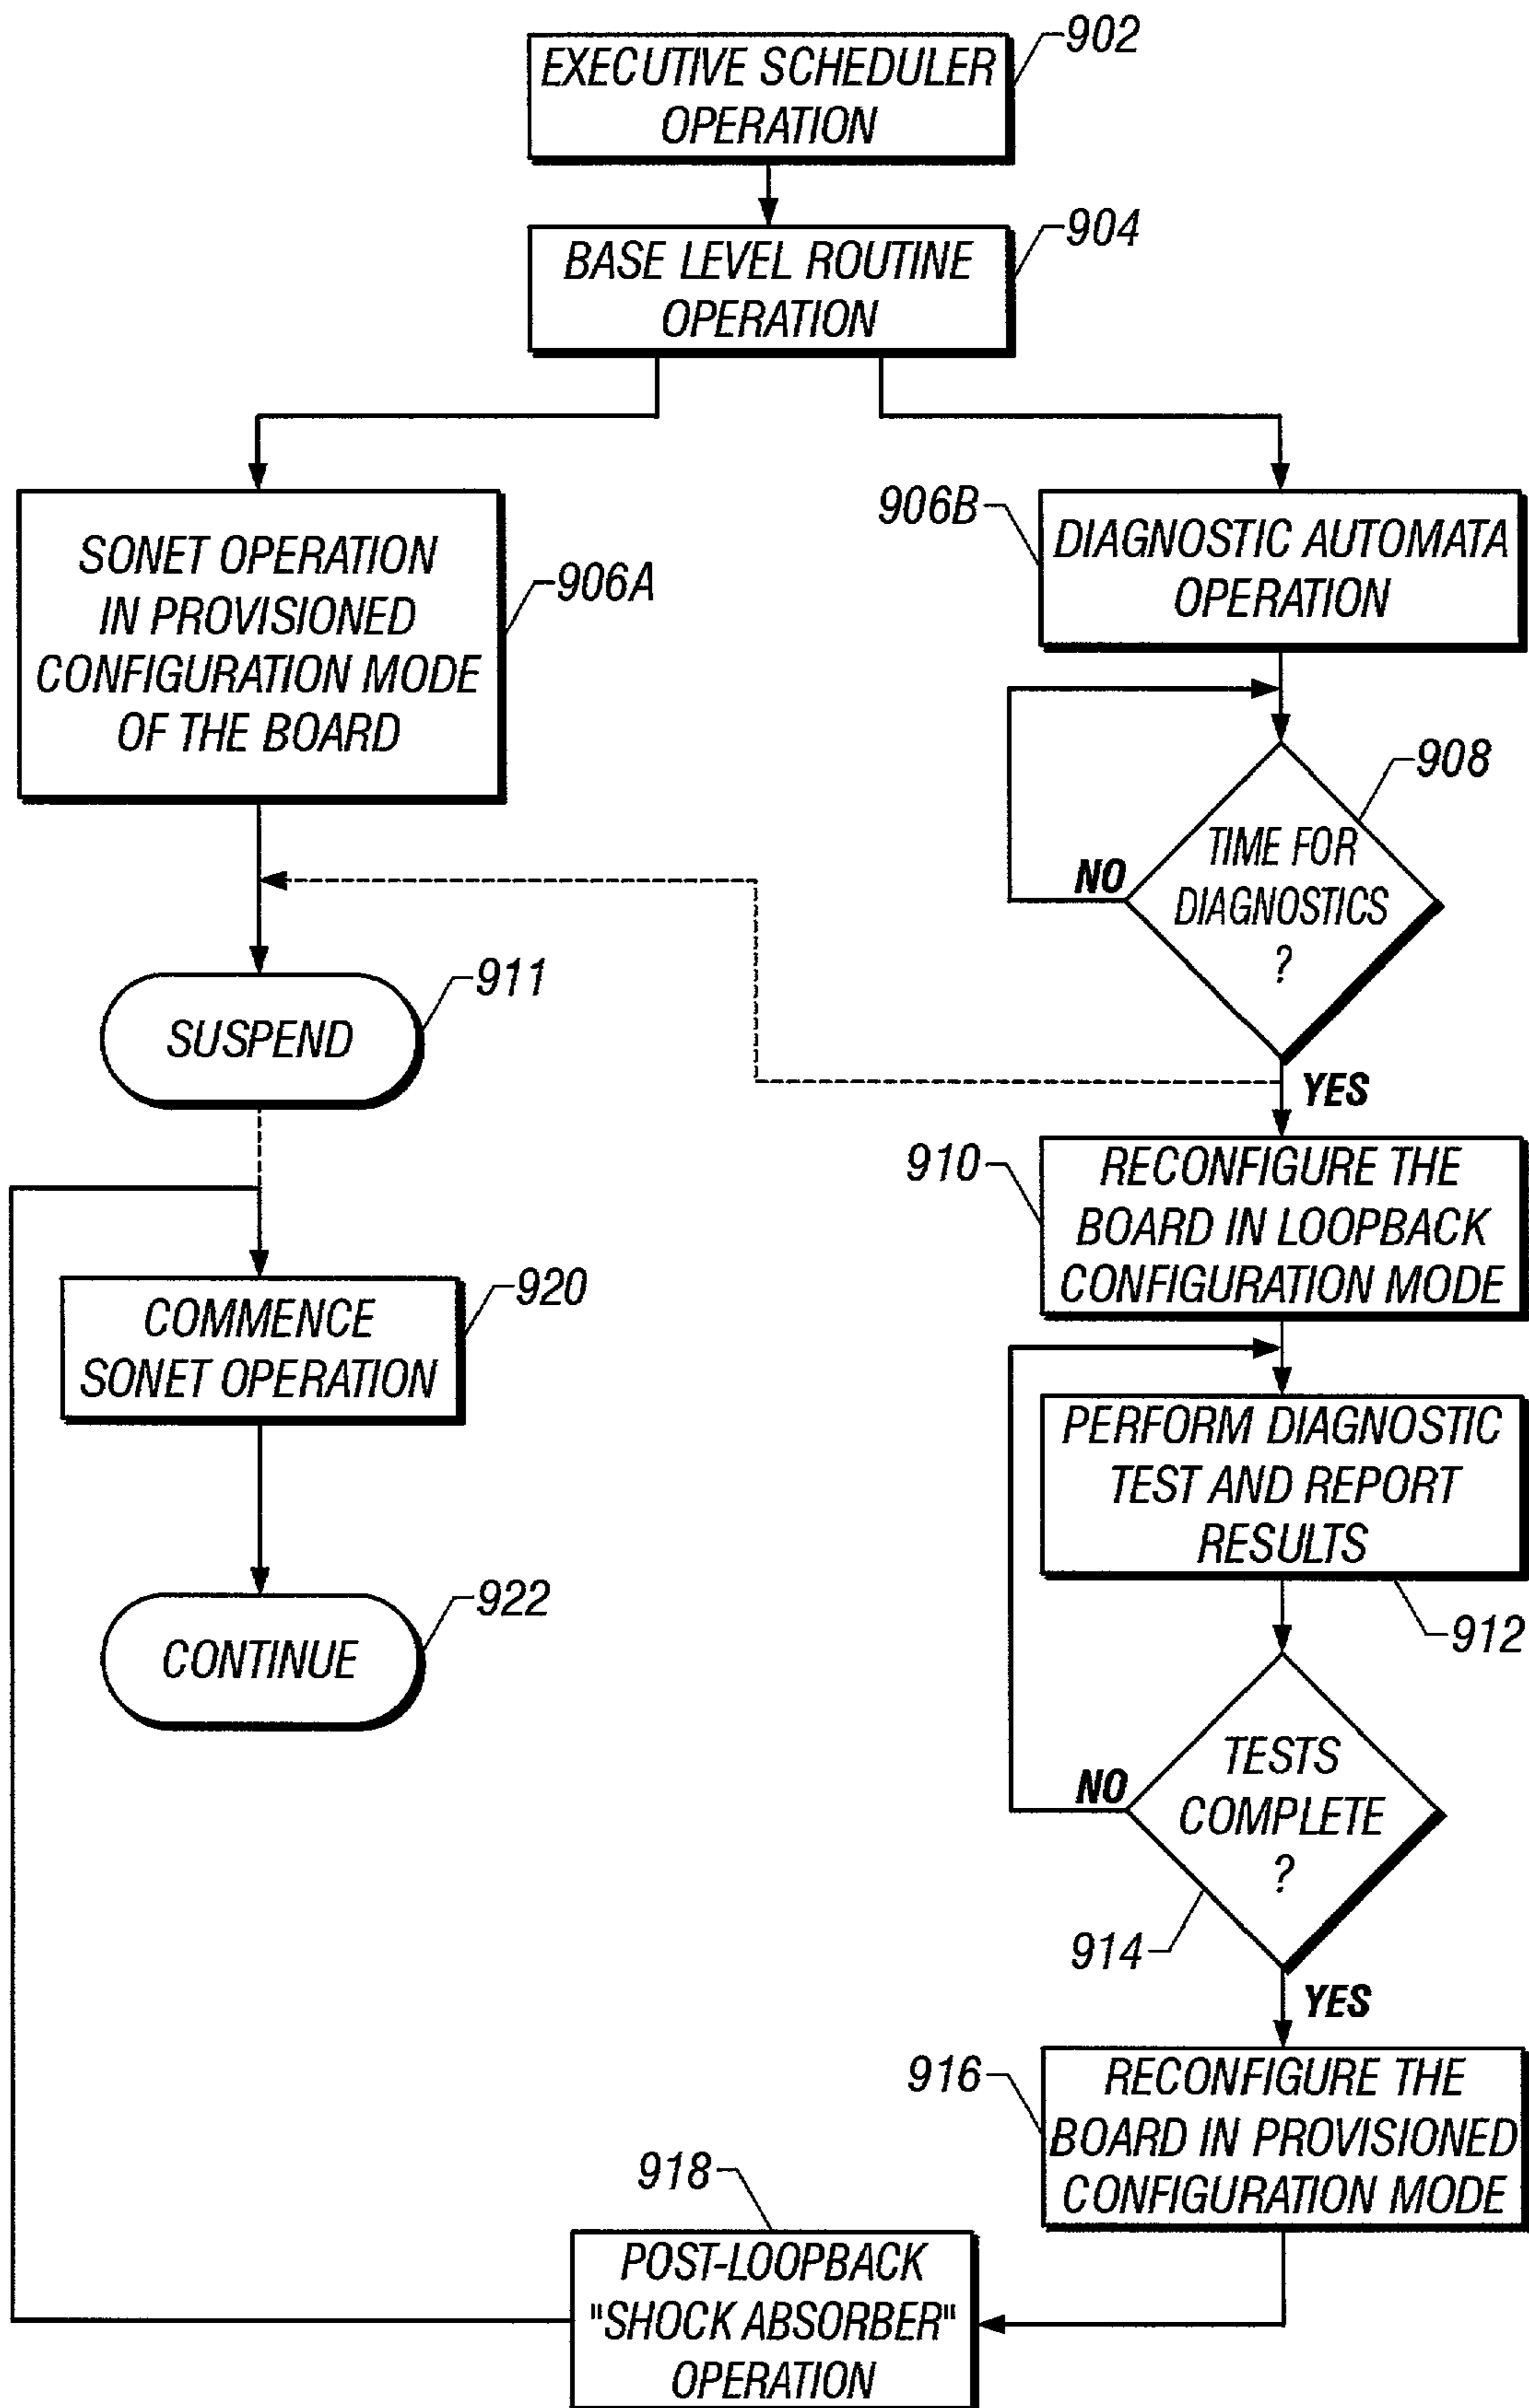 902
EXECUTIVE SCHEDULER
OPERATION
904
BASE LEVEL ROUTINE
OPERATION
906A
SONET OPERATION
IN PROVISIONED
CONFIGURATION MODE
OF THE BOARD
906B
DIAGNOSTIC AUTOMATA
OPERATION
908
TIME FOR
DIAGNOSTICS
?
NO
YES
911
SUSPEND
910
RECONFIGURE THE
BOARD IN LOOPBACK
CONFIGURATION MODE
920
COMMENCE
SONET OPERATION
PERFORM DIAGNOSTIC
TEST AND REPORT
RESULTS
912
922
CONTINUE
TESTS
COMPLETE
?
NO
914
YES
916
RECONFIGURE THE
BOARD IN PROVISIONED
CONFIGURATION MODE
918
POST-LOOPBACK
"SHOCK ABSORBER"
OPERATION